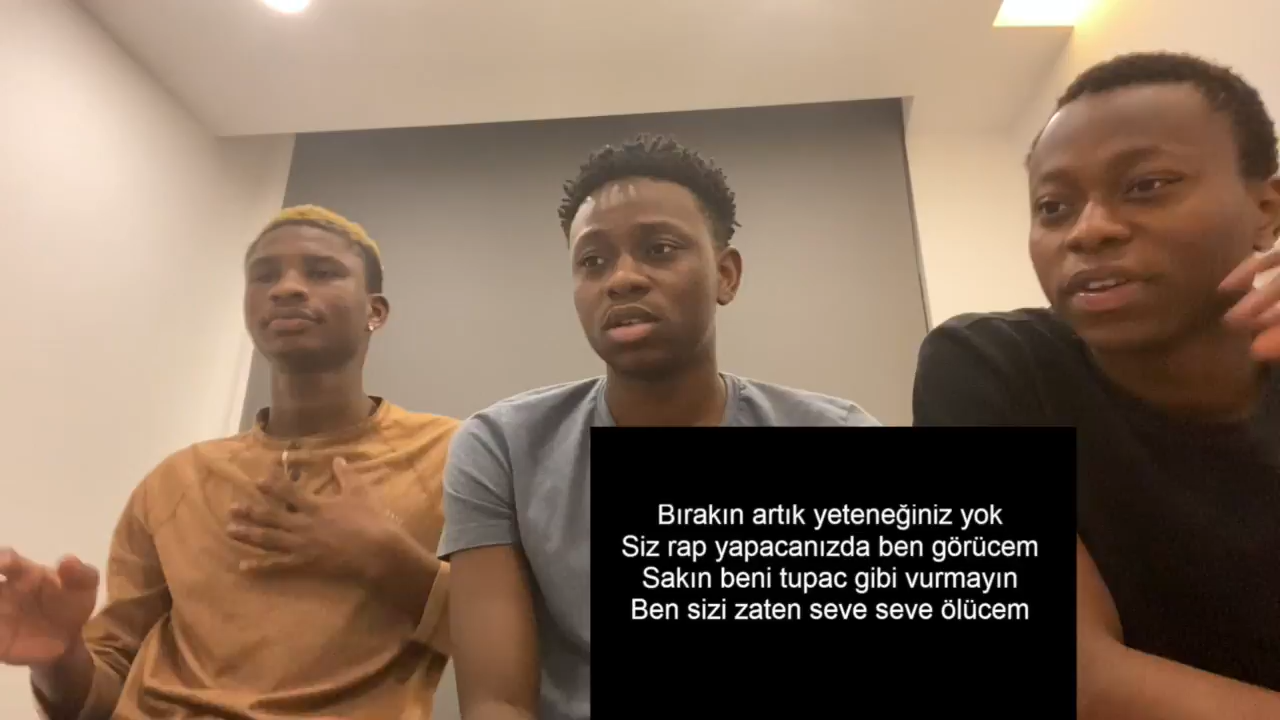 Bırakın artık yeteneğiniz yok
Siz rap yapacanızda ben görücem
Sakın beni tupac gibi vurmayın
Ben sizi zaten seve seve ölücem